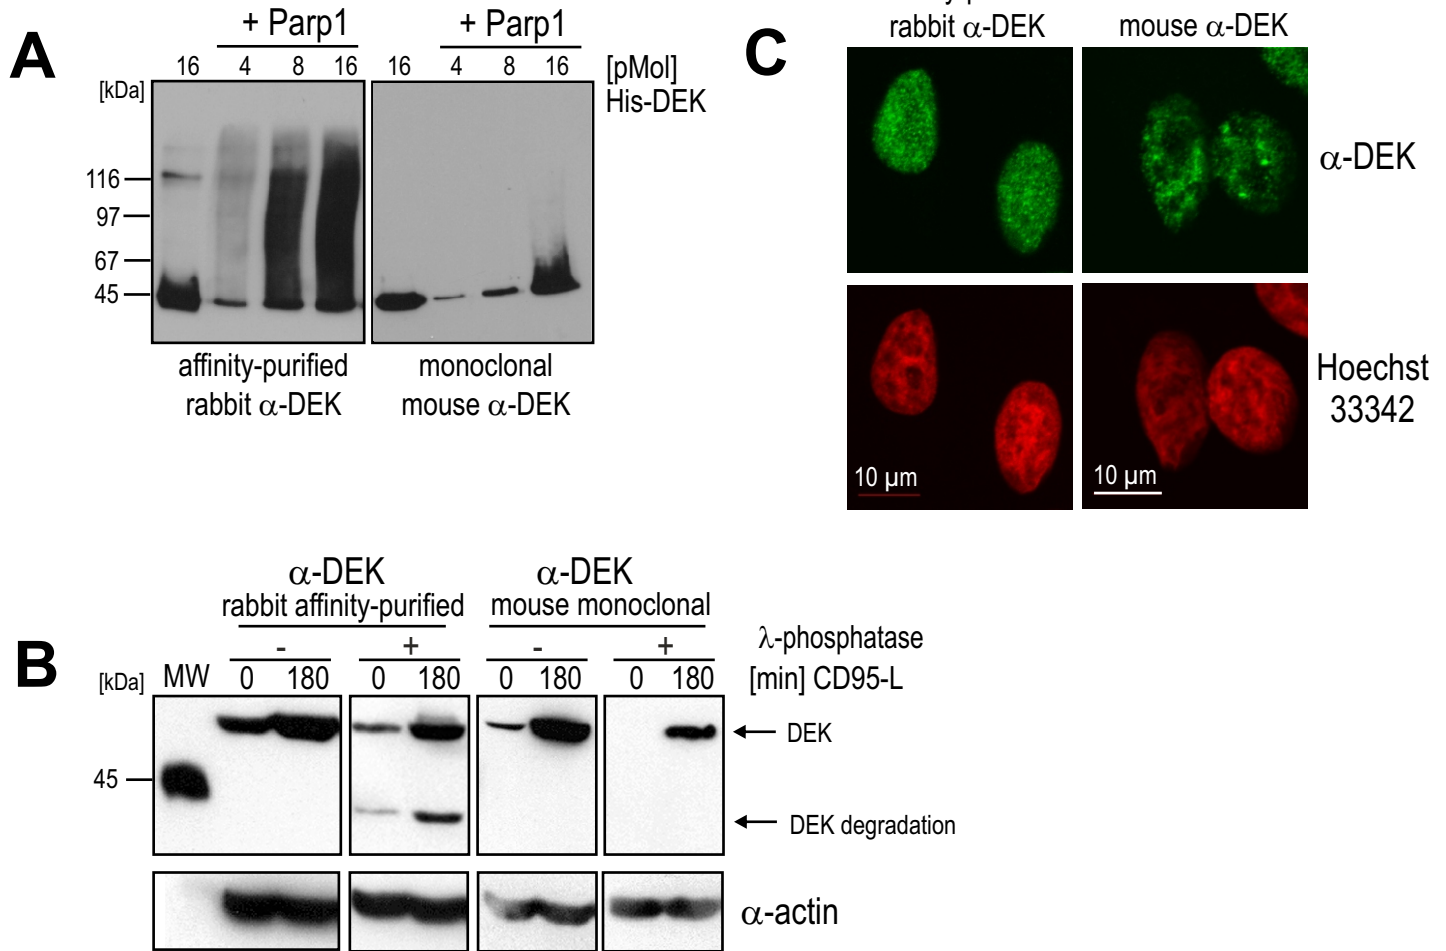 A
+ Parp1
+ Parp1
16 4 8 16
16 4 8 16
[pMol]
His-DEK
[kDa]
116
97
67
45
affinity-purified
rabbit α-DEK
monoclonal
mouse α-DEK
C
rabbit α-DEK
mouse α-DEK
α-DEK
Hoechst
33342
10 µm
10 µm
B
α-DEK
rabbit affinity-purified
α-DEK
mouse monoclonal
- + - +
λ-phosphatase
[kDa]
MW 0 180 0 180 0 180 0 180
[min] CD95-L
DEK
45
DEK degradation
α-actin